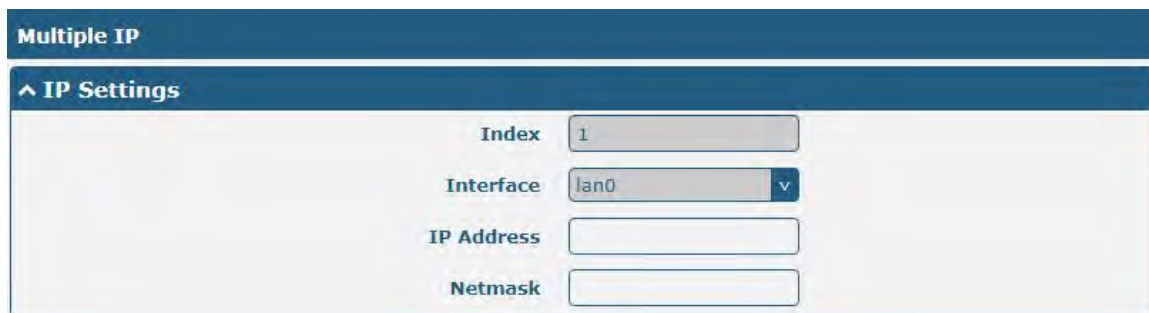 Multiple IP
IP Settings
Index 1
Interface lan0 v
IP Address
Netmask